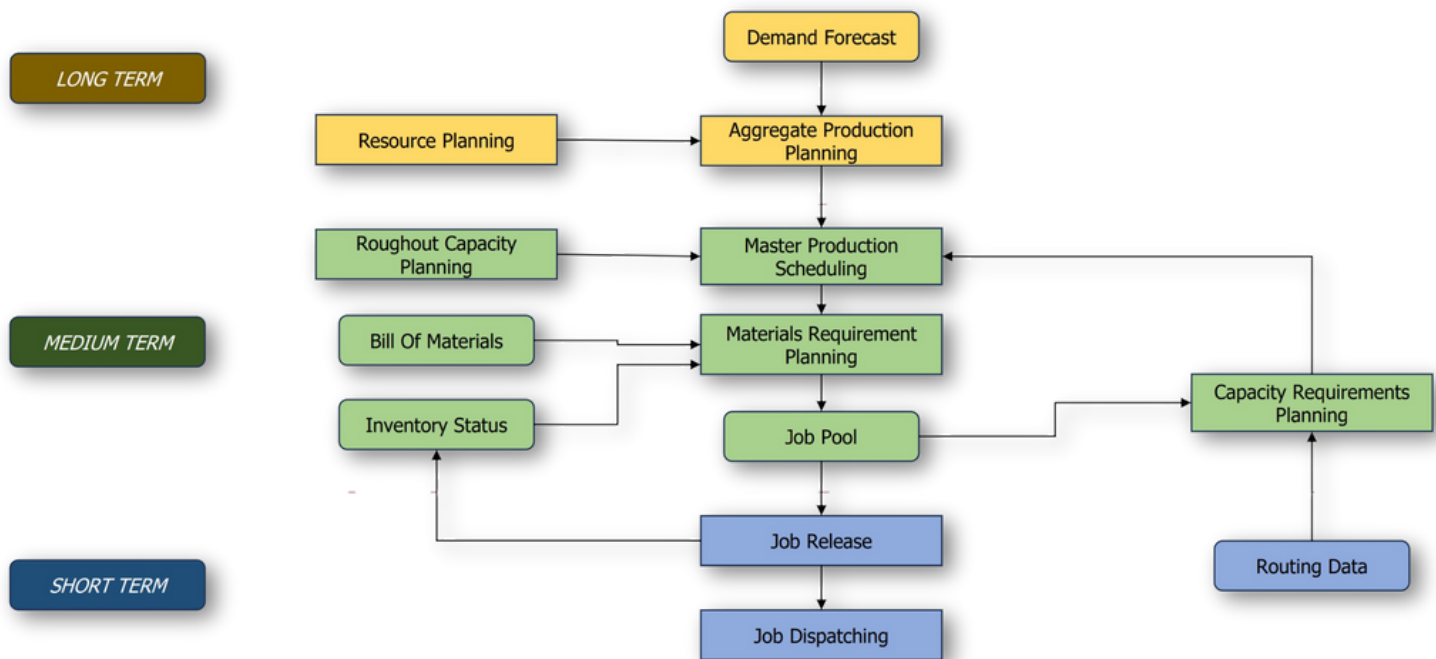 Demand Forecast
LONG TERM
Resource Planning
Aggregate Production
Planning
Roughout Capacity
Planning
Master Production
Scheduling
MEDIUM TERM
Bill Of Materials
Materials Requirement
Planning
Capacity Requirements
Planning
Inventory Status
Job Pool
Job Release
Routing Data
SHORT TERM
Job Dispatching